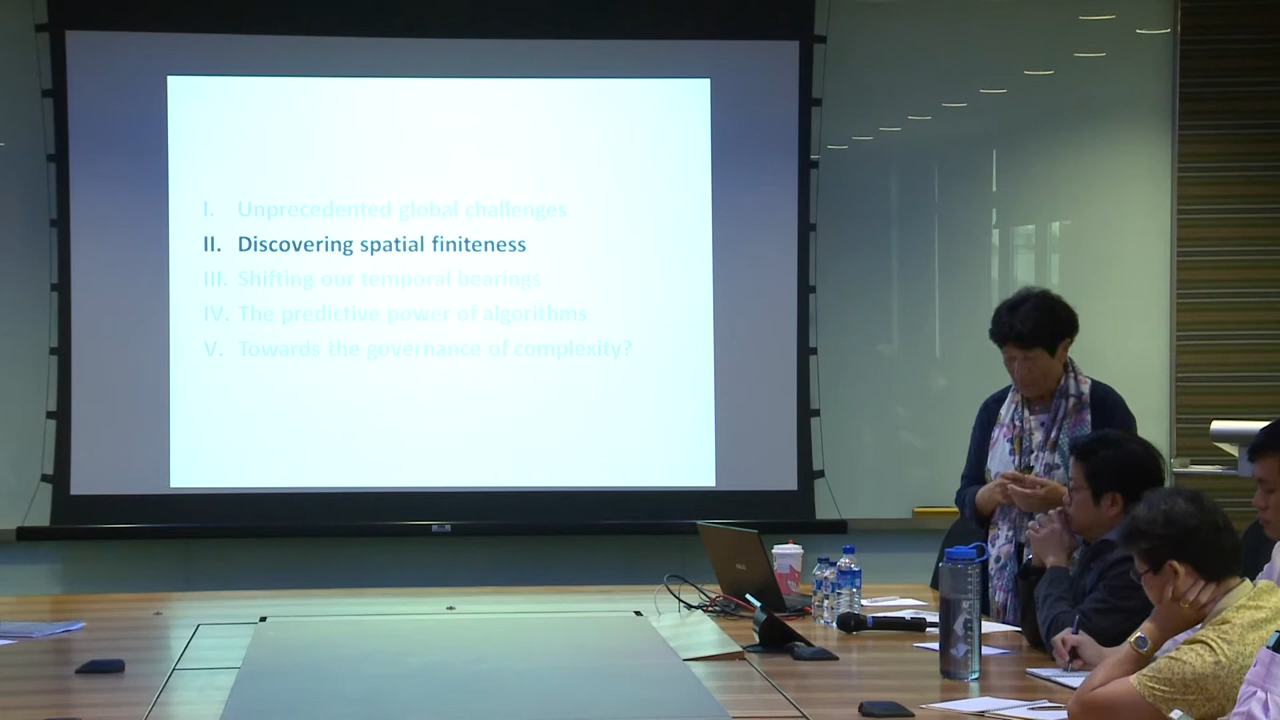 I. Unprecedented global challenges
II. Discovering spatial finiteness
III. Shifting our temporal bearings
IV. The predictive power of algorithms
V. Towards the governance of complexity?